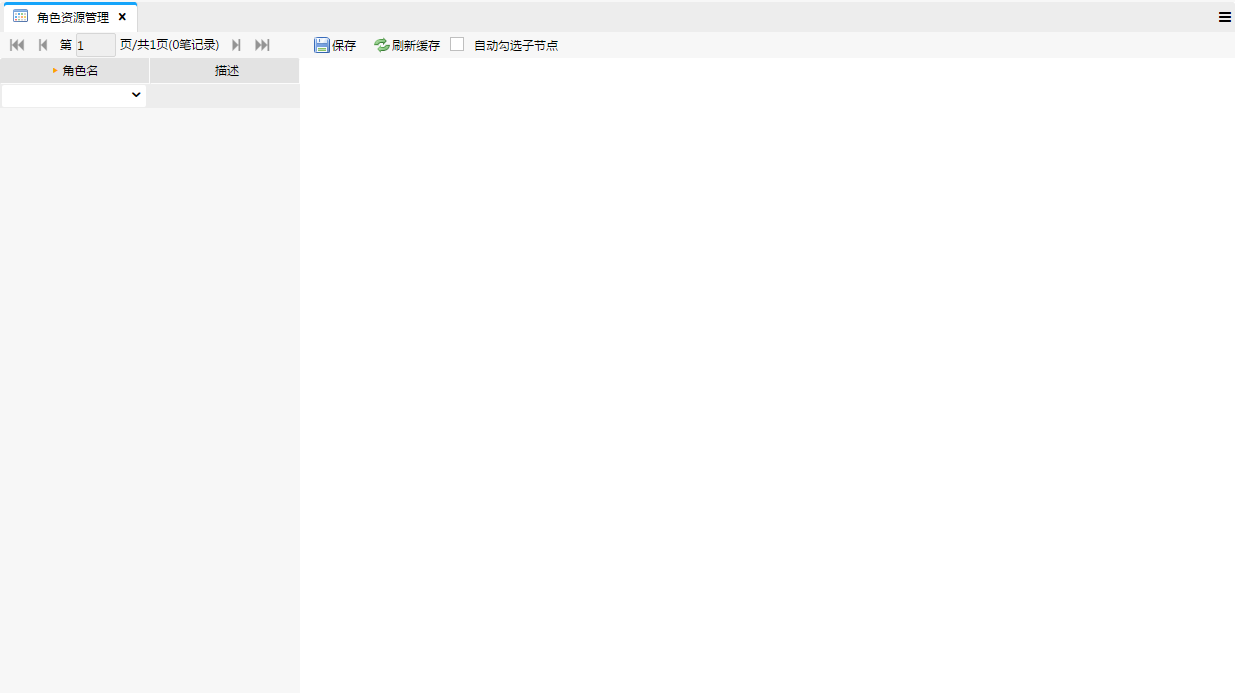 角色资源管理
第 1 页/共1页(0笔记录)
保存 刷新缓存 自动勾选子节点
角色名 描述